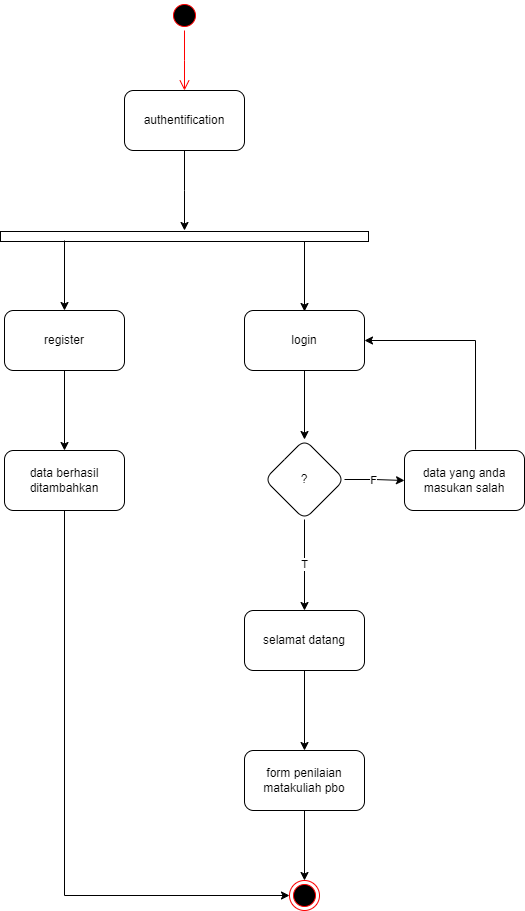 authentification
register
login
data berhasil
ditambahkan
?
F
data yang anda
masukan salah
T
selamat datang
form penilaian
matakuliah pbo